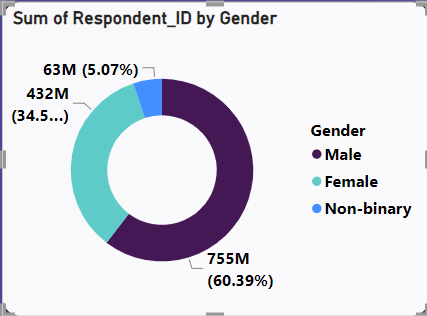 Sum of Respondent_ID by Gender
63M (5.07%)
432M
(34.5...)
Gender
Male
Female
Non-binary
755M
(60.39%)